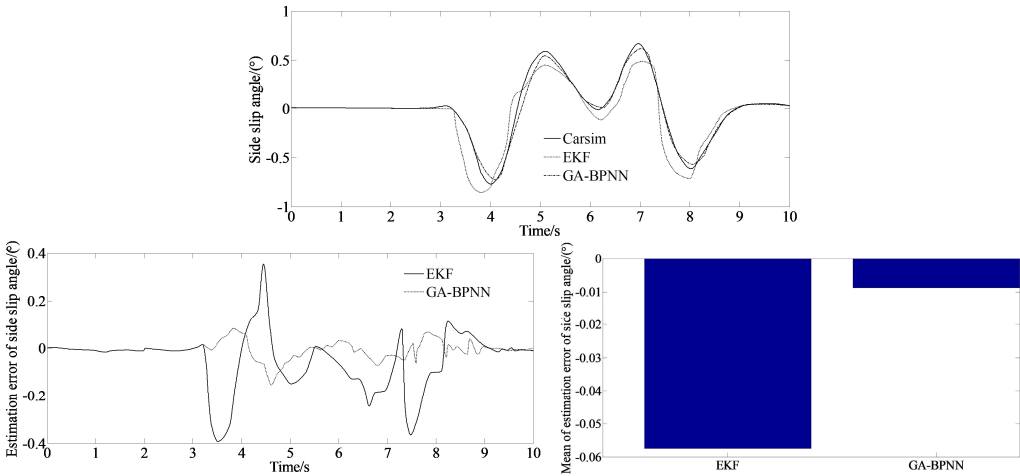 Side slip angle/(°)
1
0.5
0
-0.5
-1
Carsim
EKF
GA-BPNN
0 1 2 3 4 5 6 7 8 9 10
Time/s
Estimation error of side slip angle/(°)
0.4
0.2
0
-0.2
-0.4
EKF
GA-BPNN
0 1 2 3 4 5 6 7 8 9 10
Time/s
Mean of estimation error of sice slip angle/(°)
0
-0.01
-0.02
-0.03
-0.04
-0.05
-0.06
EKF GA-BPNN